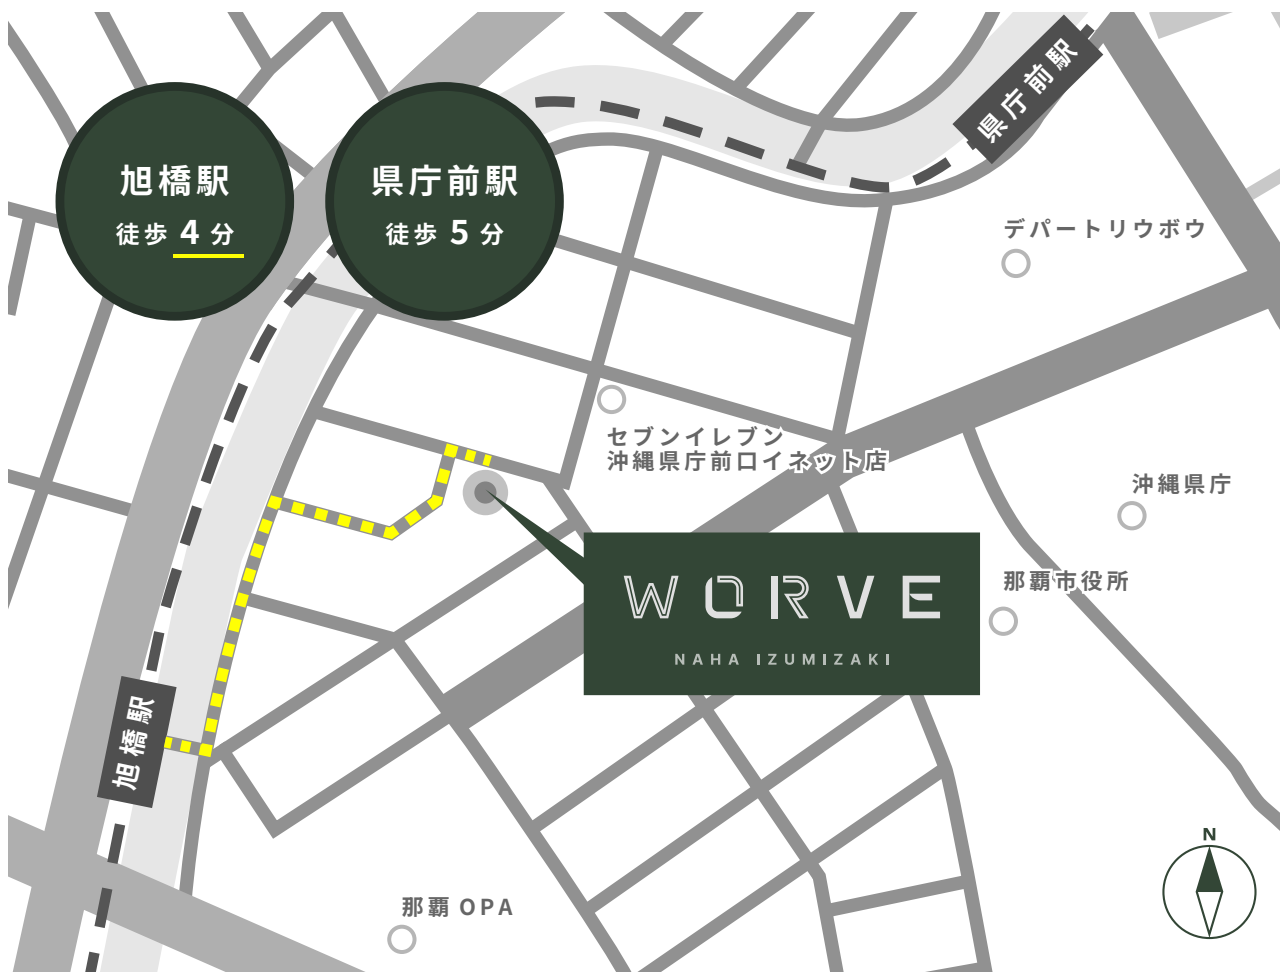 県庁前駅
旭橋駅
徒歩 4 分
県庁前駅
徒歩 5 分
デパートリウボウ
セブンイレブン
沖縄県庁前ロイネット店
沖縄県庁
那覇市役所
WORVE
NAHA IZUMIZAKI
旭橋駅
那覇 OPA
N